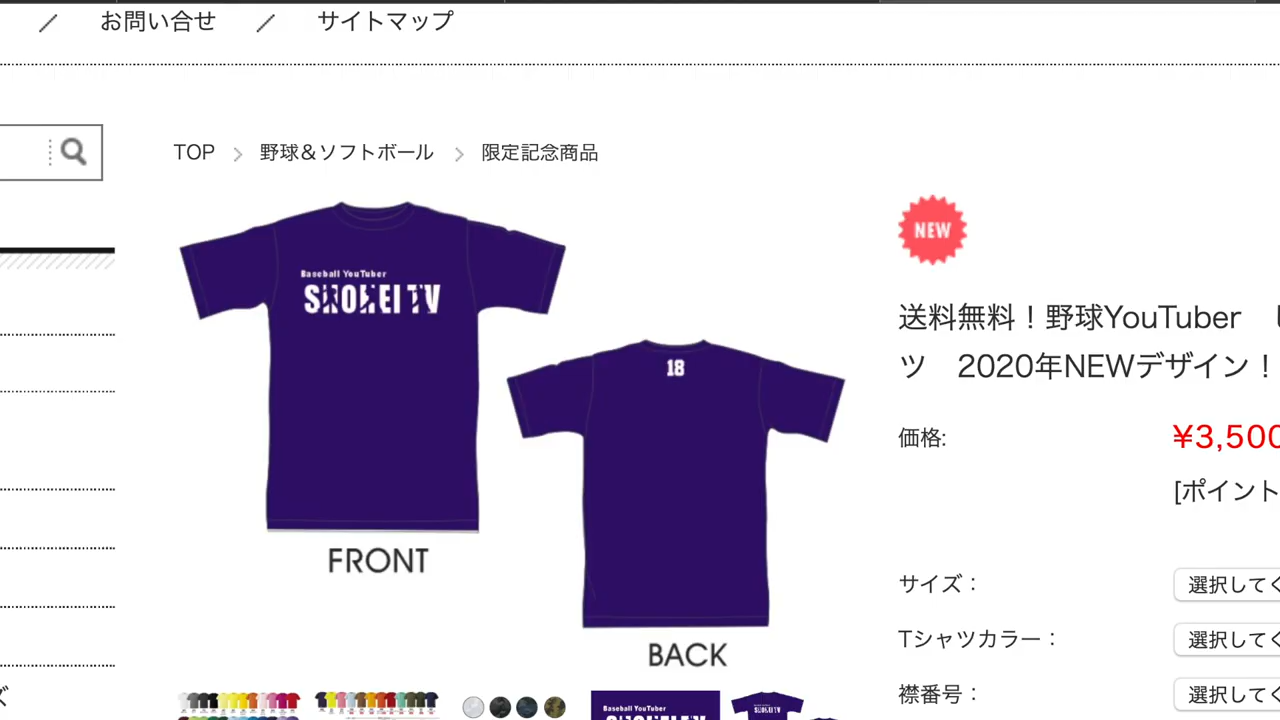 お問い合せ
サイトマップ
TOP
野球＆ソフトボール
限定記念商品
NEW
Baseball YouTuber
SHOHEI TV
FRONT
18
BACK
送料無料！野球YouTuber
ツ　2020年NEWデザイン！
価格:
¥3,500
[ポイント
サイズ：
選択してく
Tシャツカラー：
選択してく
襟番号：
選択してく
ズ
Baseball YouTuber